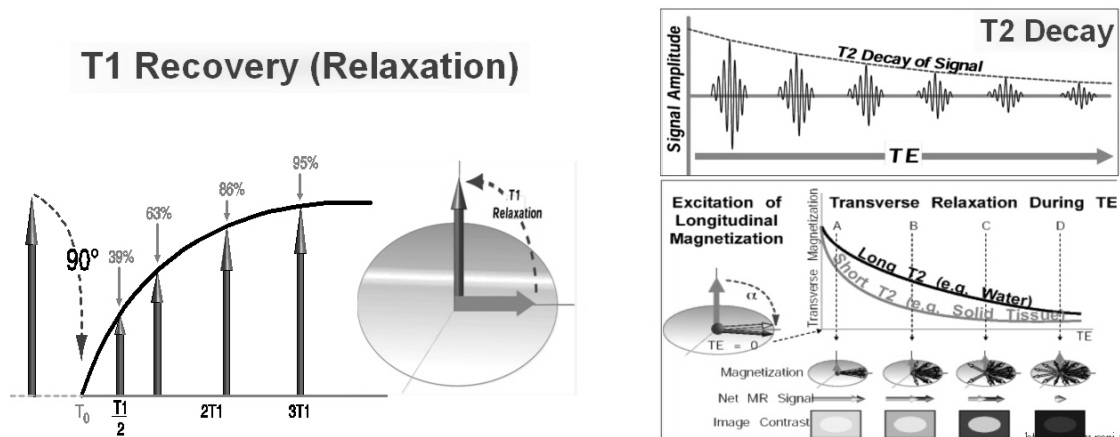 T1 Recovery (Relaxation)
90°
39%
63%
86%
95%
T0
T1
2
2T1
3T1
T1
Relaxation
T2 Decay
Signal Amplitude
T2 Decay of Signal
TE
Excitation of
Longitudinal
Magnetization
α
TE = 0
Transverse Relaxation During TE
Transverse Magnetization
A B C D
Long T2 (e.g. Water)
Short T2 (e.g. Solid Tissue)
TE
Magnetization
Net MR Signal
Image Contrast